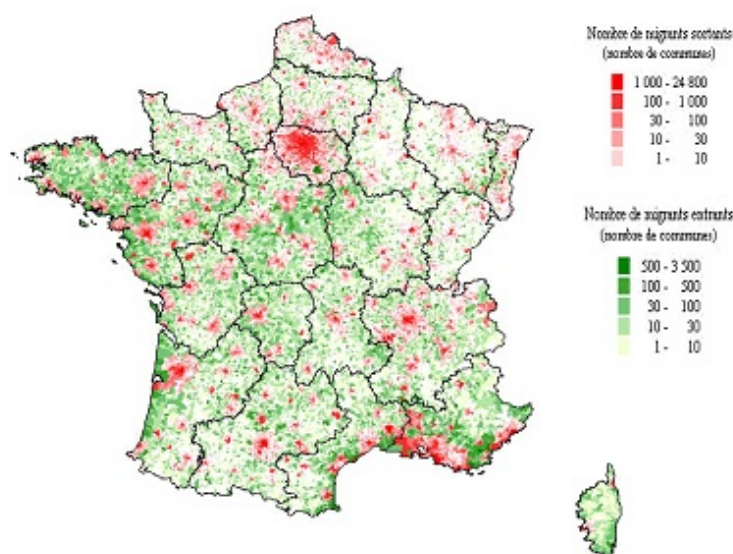 Nombre de migrants sortants
(nombre de communes)
1 000 - 24 800
100 - 1 000
30 - 100
10 - 30
1 - 10
Nombre de migrants entrants
(nombre de communes)
500 - 3 500
100 - 500
30 - 100
10 - 30
1 - 10